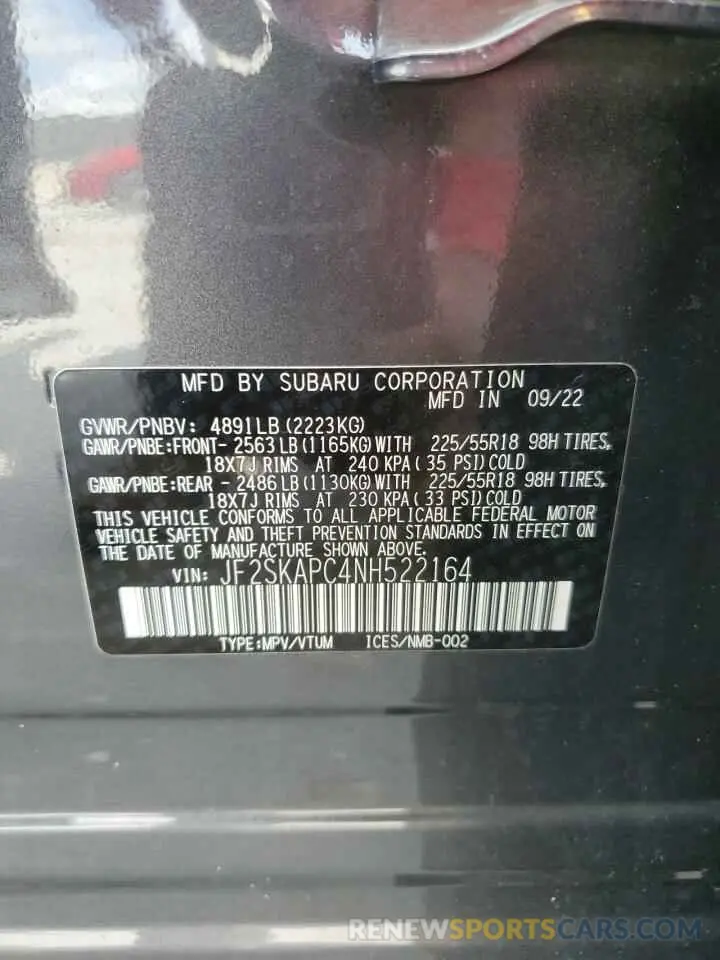 MFD BY SUBARU CORPORATION
MFD IN 09/22
GVWR/PNBV: 4891LB (2223KG)
GAWR/PNBE:FRONT- 2563 LB (1165KG) WITH 225/55R18 98H TIRES,
18X7J RIMS AT 240 KPA ( 35 PSI) COLD
GAWR/PNBE:REAR - 2486 LB (1130KG) WITH 225/55R18 98H TIRES,
18X7J RIMS AT 230 KPA ( 33 PSI) COLD
THIS VEHICLE CONFORMS TO ALL APPLICABLE FEDERAL MOTOR
VEHICLE SAFETY AND THEFT PREVENTION STANDARDS IN EFFECT ON
THE DATE OF MANUFACTURE SHOWN ABOVE.
VIN: JF2SKAPC4NH522164
TYPE:MPV/VTUM ICES/NMB-002
RENEWSPORTSCARS.COM